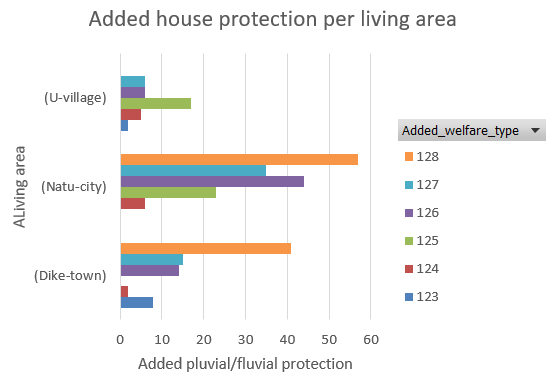 Added house protection per living area
(U-village)
(Natu-city)
(Dike-town)
ALiving area
0 10 20 30 40 50 60
Added pluvial/fluvial protection
Added_welfare_type
128
127
126
125
124
123